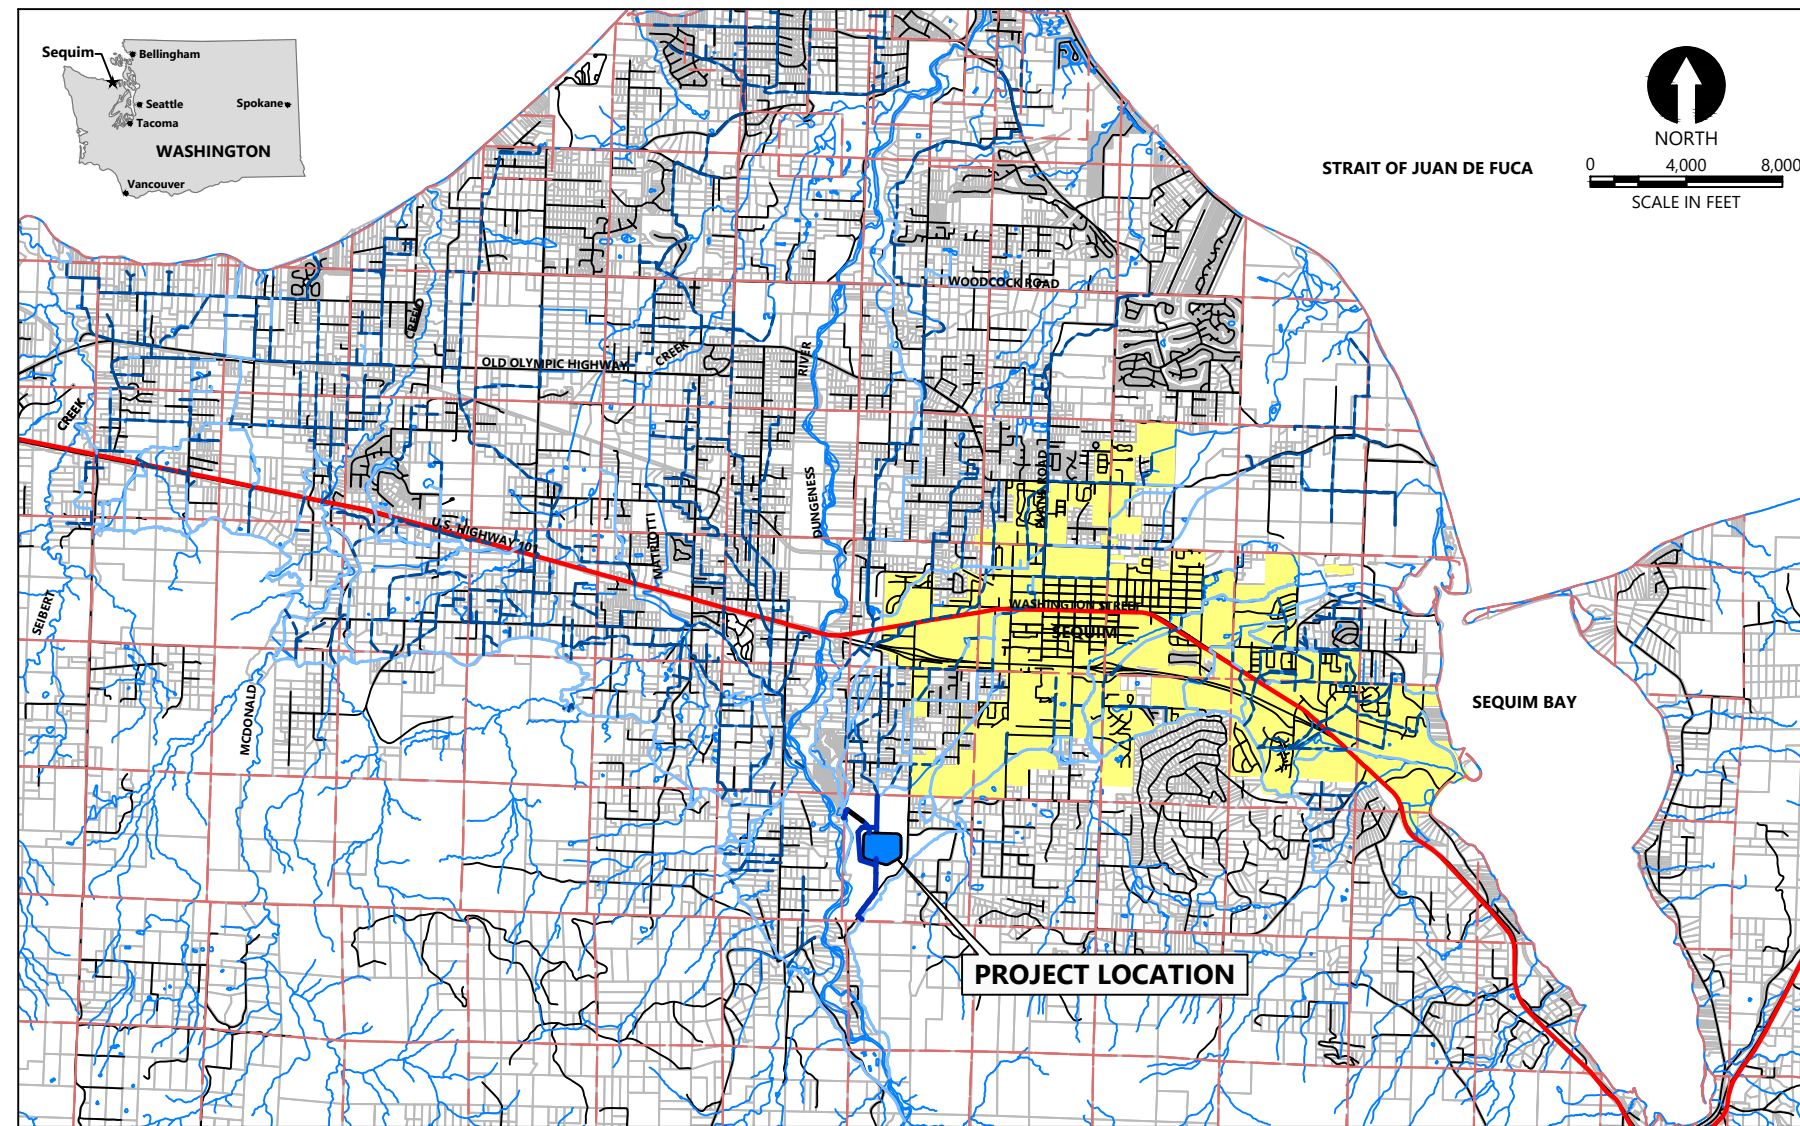 Sequim
Bellingham
Seattle
Spokane
Tacoma
WASHINGTON
Vancouver
NORTH
0 4,000 8,000
SCALE IN FEET
STRAIT OF JUAN DE FUCA
WOODCOCK ROAD
CREEK
OLD OLYMPIC HIGHWAY
CREEK
RIVER
CREEK
DUNGENESS
ROAD
U.S. HIGHWAY 101
MATRIOTTI
SEIBERT
WASHINGTON STREET
SEQUIM
MCDONALD
SEQUIM BAY
PROJECT LOCATION